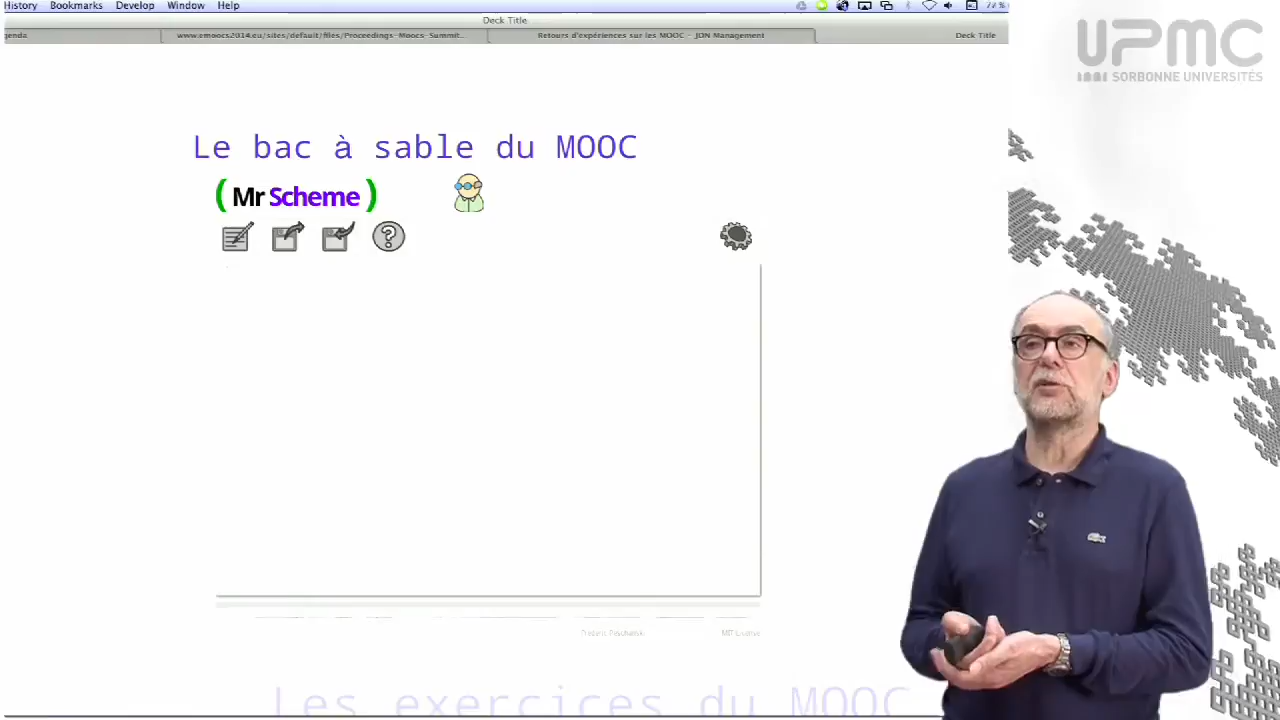 History Bookmarks Develop Window Help
Deck Title
genda www.emoocs2014.eu/sites/default/files/Proceedings-Moocs-Summit... Retours d'expériences sur les MOOC - JDN Management Deck Title
UPMC
SORBONNE UNIVERSITÉS
Le bac à sable du MOOC
(Mr Scheme)
?
MIT License
Les exercices du MOOC